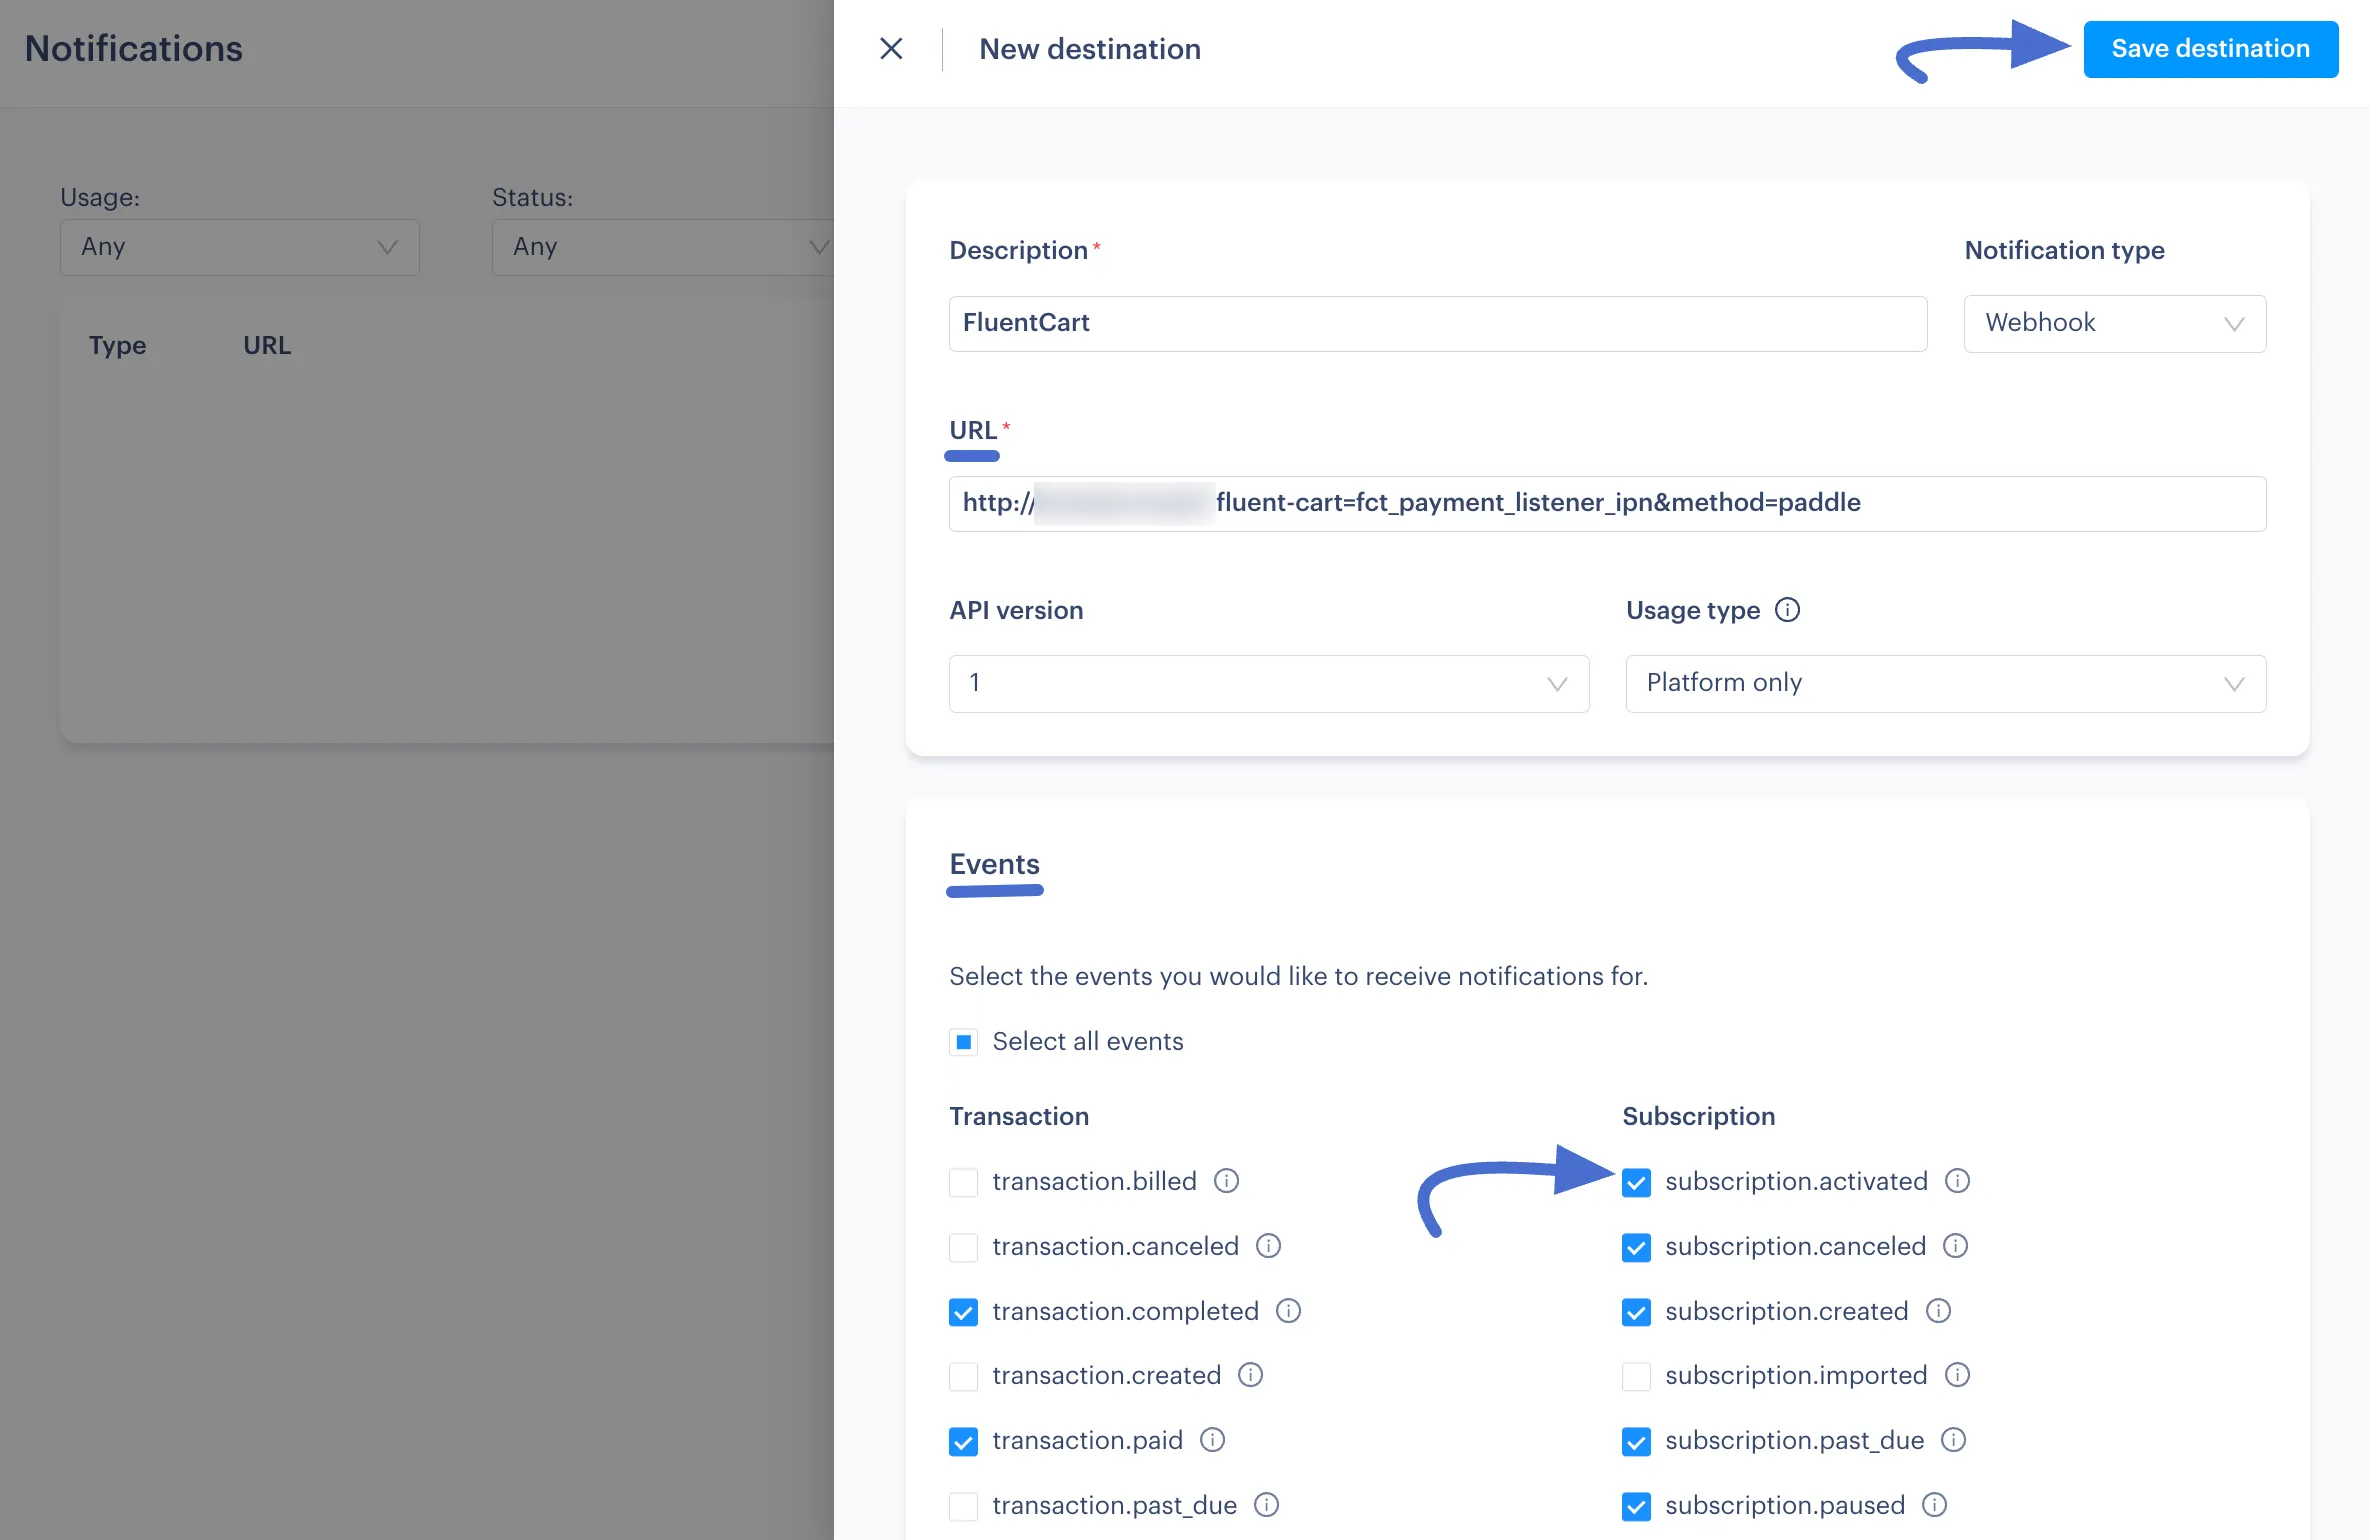 Notifications
Usage:
Status:
Any
Any
Type
URL
New destination
Save destination
Description*
Notification type
FluentCart
Webhook
URL*
http://
fluent-cart=fct_payment_listener_ipn&method=paddle
API version
Usage type
1
Platform only
Events
Select the events you would like to receive notifications for.
Select all events
Transaction
transaction.billed
transaction.canceled
transaction.completed
transaction.created
transaction.paid
transaction.past_due
Subscription
subscription.activated
subscription.canceled
subscription.created
subscription.imported
subscription.past_due
subscription.paused